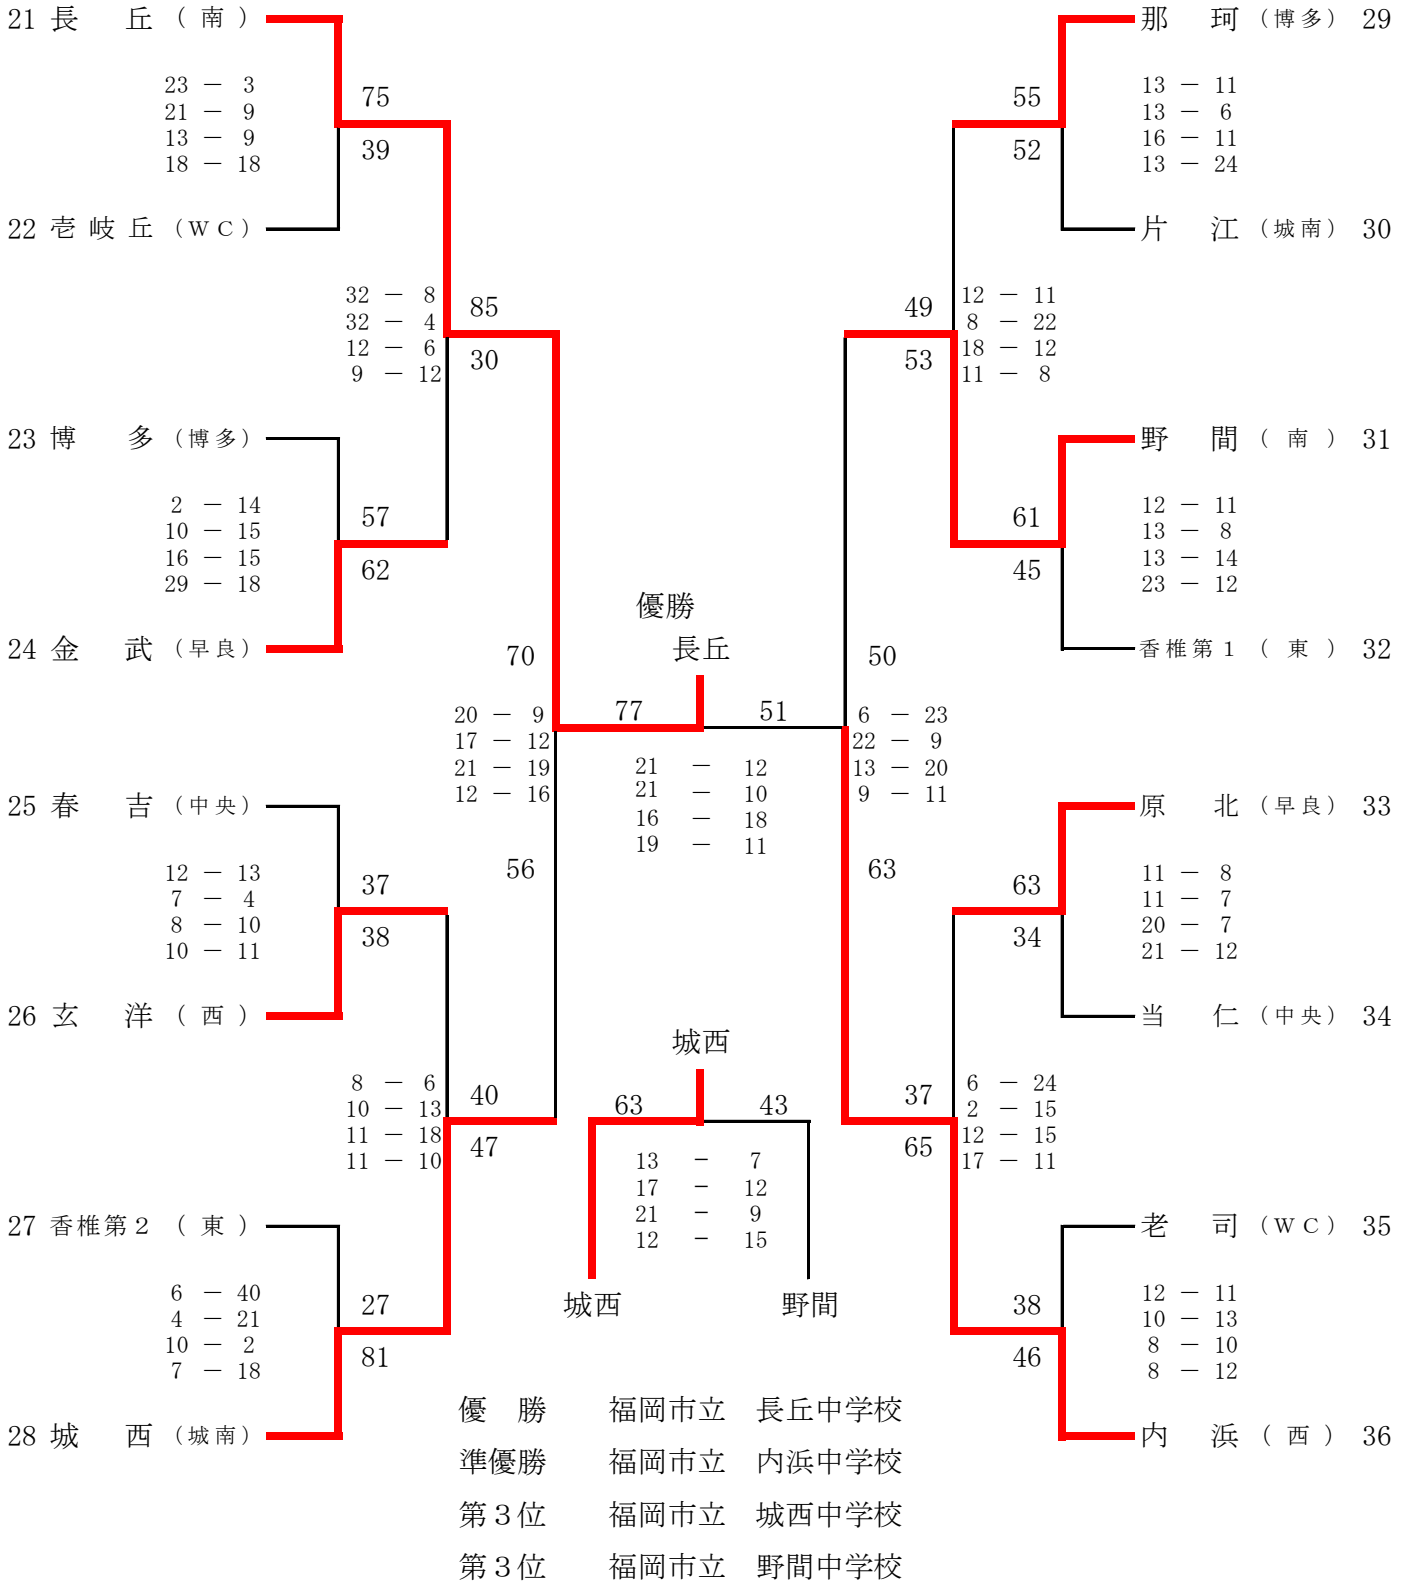 21 長 丘 （ 南 ）
23 － 3
21 － 9
13 － 9
18 － 18
75
39
22 壱岐丘 （ＷＣ）
32 － 8
32 － 4
12 － 6
9 － 12
85
30
23 博 多 （博多）
2 － 14
10 － 15
16 － 15
29 － 18
57
62
24 金 武 （早良）
70
20 － 9
17 － 12
21 － 19
12 － 16
56
25 春 吉 （中央）
12 － 13
7 － 4
8 － 10
10 － 11
37
38
26 玄 洋 （ 西 ）
8 － 6
10 － 13
11 － 18
11 － 10
40
47
27 香椎第２ （ 東 ）
6 － 40
4 － 21
10 － 2
7 － 18
27
81
28 城 西 （城南）
優勝
長丘
77 51
21 － 12
21 － 10
16 － 18
19 － 11
城西
63 43
13 － 7
17 － 12
21 － 9
12 － 15
城西 野間
那 珂 （博多） 29
55
52
13 － 11
13 － 6
16 － 11
13 － 24
片 江 （城南） 30
49
53
12 － 11
8 － 22
18 － 12
11 － 8
野 間 （ 南 ） 31
61
45
12 － 11
13 － 8
13 － 14
23 － 12
香椎第１ （ 東 ） 32
50
6 － 23
22 － 9
13 － 20
9 － 11
63
原 北 （早良） 33
63
34
11 － 8
11 － 7
20 － 7
21 － 12
当 仁 （中央） 34
37
65
6 － 24
2 － 15
12 － 15
17 － 11
老 司 （ＷＣ） 35
38
46
12 － 11
10 － 13
8 － 10
8 － 12
内 浜 （ 西 ） 36
優 勝 福岡市立 長丘中学校
準優勝 福岡市立 内浜中学校
第３位 福岡市立 城西中学校
第３位 福岡市立 野間中学校